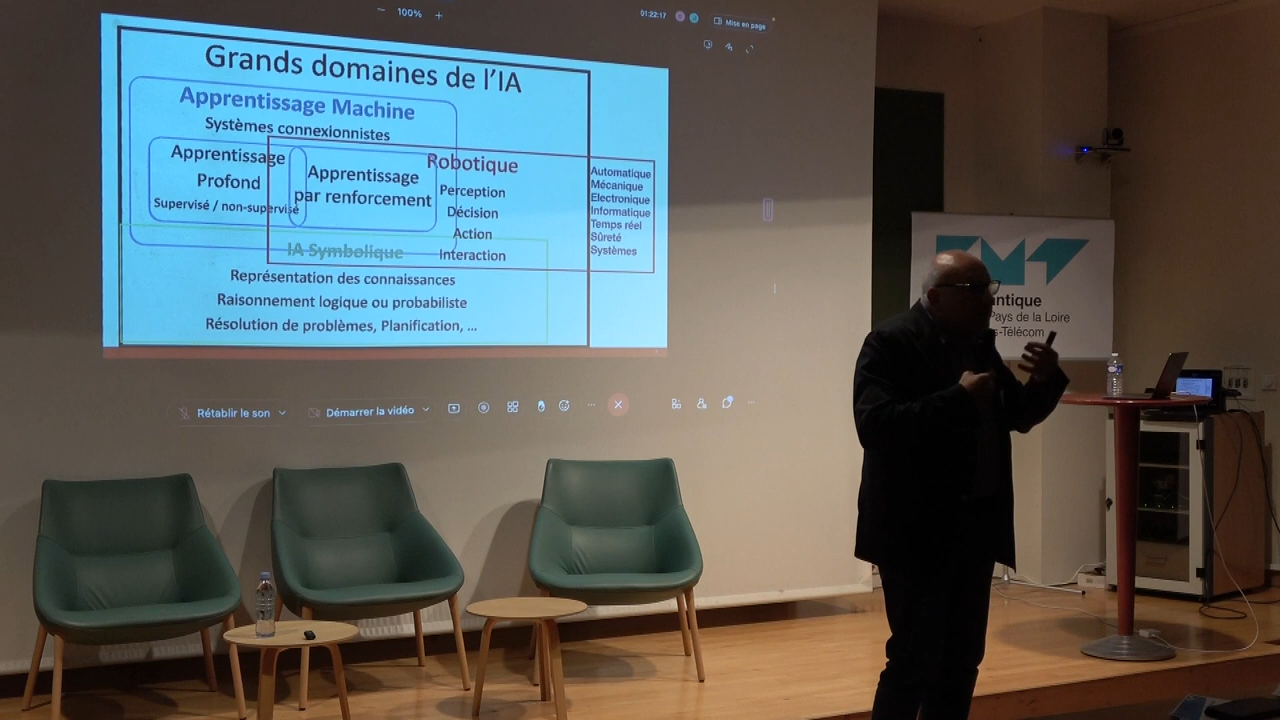 100%
01:22:17
Mise en page
Grands domaines de l'IA
Apprentissage Machine
Systèmes connexionnistes
Apprentissage
Profond
Supervisé / non-supervisé
Apprentissage
par renforcement
Robotique
Perception
Décision
Action
Interaction
Automatique
Mécanique
Electronique
Informatique
Temps réel
Sûreté
Systèmes
IA Symbolique
Représentation des connaissances
Raisonnement logique ou probabiliste
Résolution de problèmes, Planification, ...
Rétablir le son
Démarrer la vidéo
Pays de la Loire